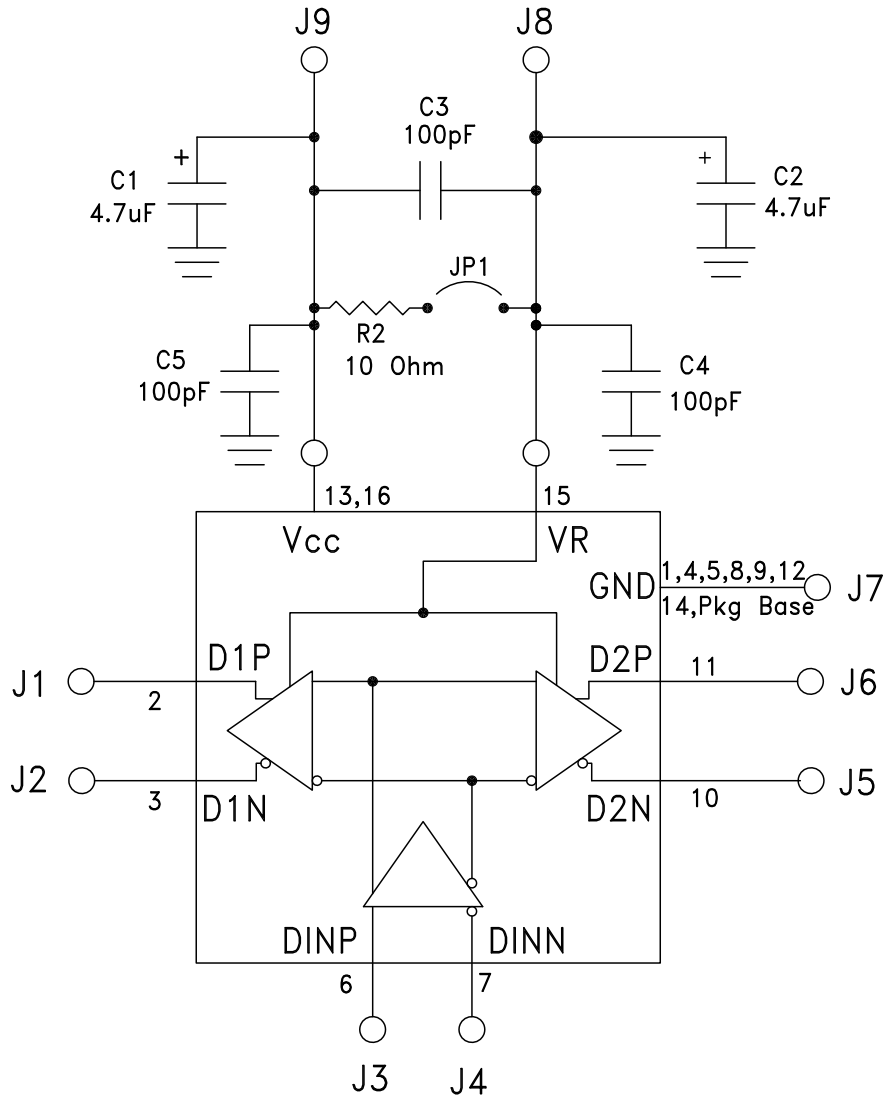 J9
J8
C3
100pF
+
+
C1
4.7uF
C2
4.7uF
JP1
R2
10 Ohm
C5
100pF
C4
100pF
13,16
15
Vcc
VR
GND
1,4,5,8,9,12
14,Pkg Base
J7
D1P
D2P
J1
2
11
J6
J2
3
D1N
D2N
10
J5
DINP
DINN
6
7
J3
J4